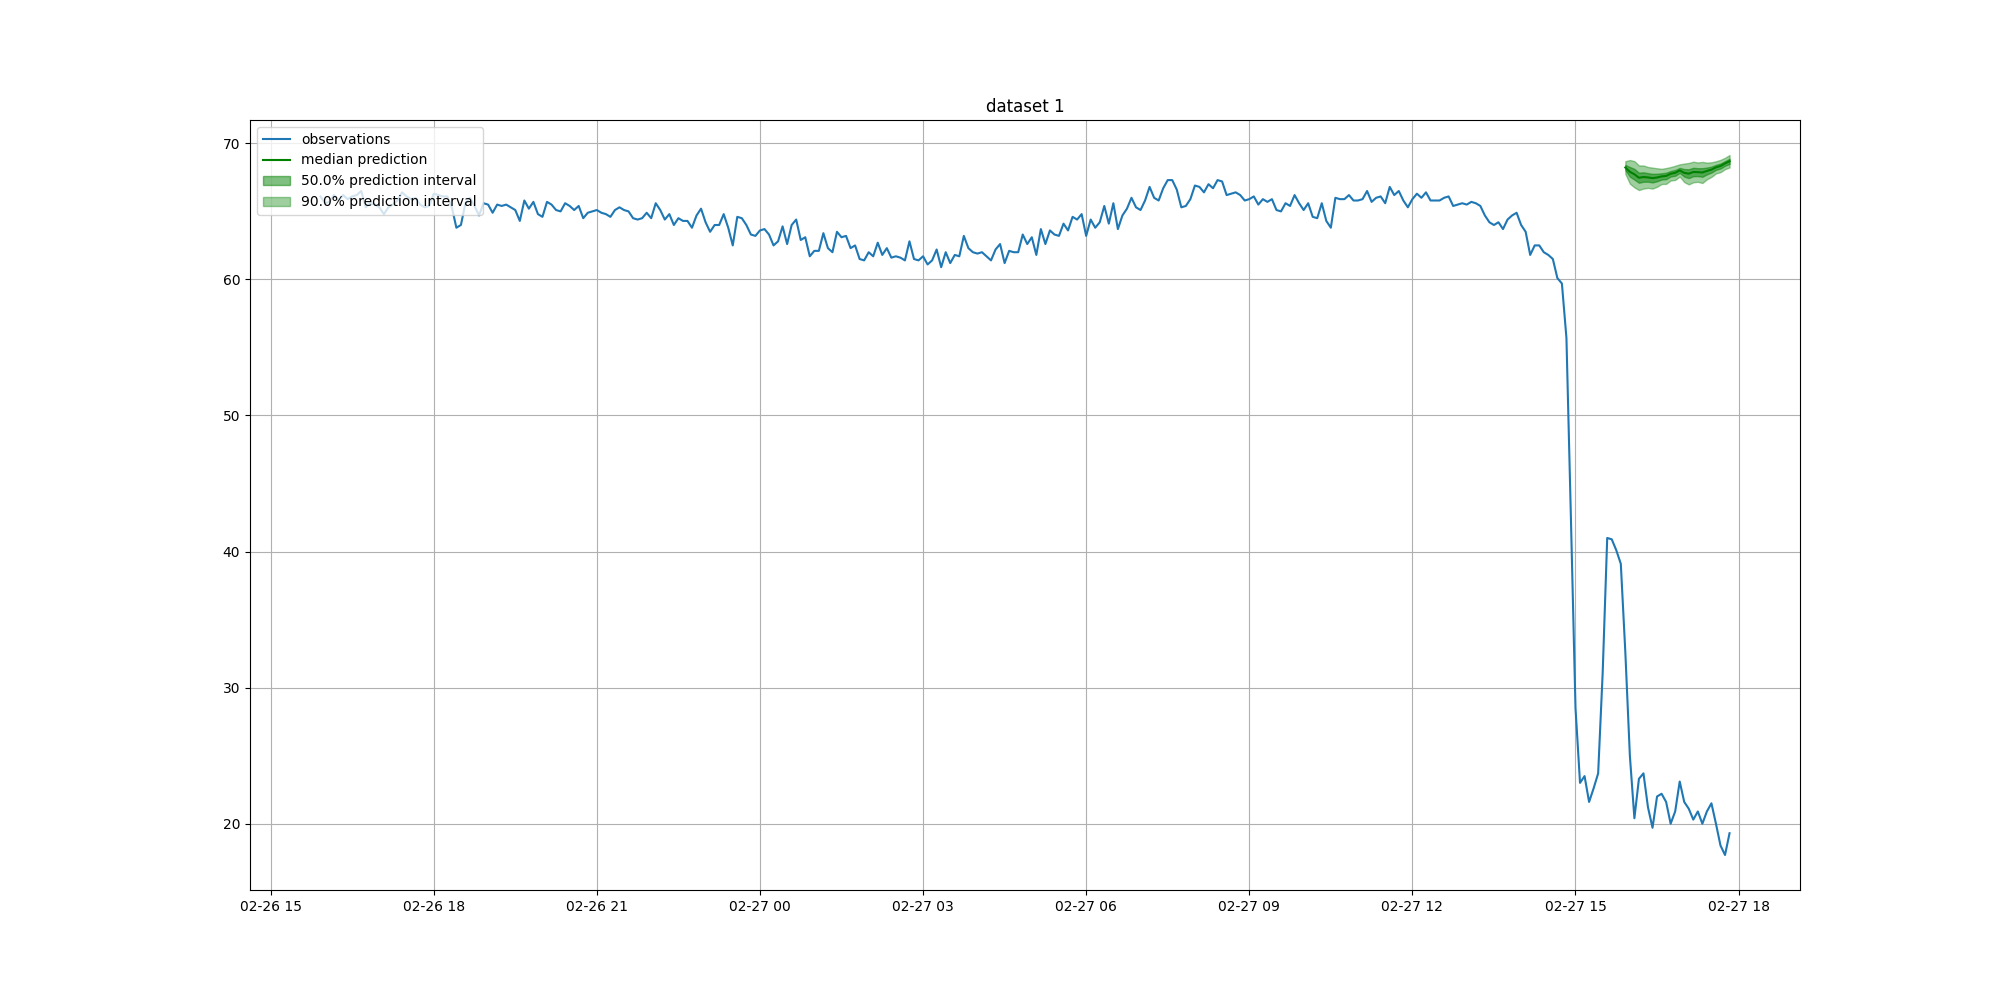 dataset 1
observations
median prediction
50.0% prediction interval
90.0% prediction interval
70
60
50
40
30
20
02-26 15 02-26 18 02-26 21 02-27 00 02-27 03 02-27 06 02-27 09 02-27 12 02-27 15 02-27 18